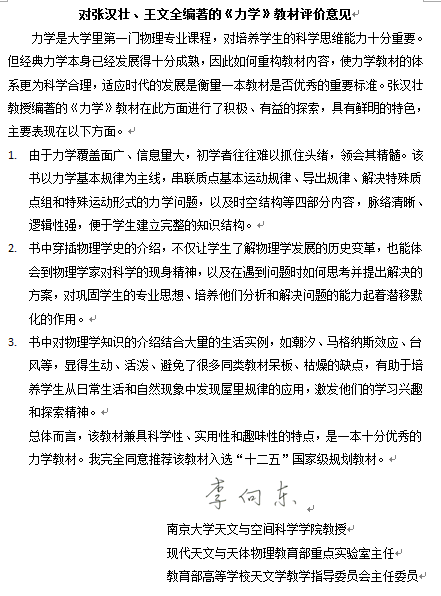 对张汉壮、王文全编著的《力学》教材评价意见
力学是大学里第一门物理专业课程，对培养学生的科学思维能力十分重要。
但经典力学本身已经发展得十分成熟，因此如何重构教材内容，使力学教材的体
系更为科学合理，适应时代的发展是衡量一本教材是否优秀的重要标准。张汉壮
教授编著的《力学》教材在此方面进行了积极、有益的探索，具有鲜明的特色，
主要表现在以下方面。
1. 由于力学覆盖面广、信息量大，初学者往往难以抓住头绪，领会其精髓。该
书以力学基本规律为主线，串联质点基本运动规律、导出规律、解决特殊质
点组和特殊运动形式的力学问题，以及时空结构等四部分内容，脉络清晰、
逻辑性强，便于学生建立完整的知识结构。
2. 书中穿插物理学史的介绍，不仅让学生了解物理学发展的历史变革，也能体
会到物理学家对科学的现身精神，以及在遇到问题时如何思考并提出解决的
方案，对巩固学生的专业思想、培养他们分析和解决问题的能力起着潜移默
化的作用。
3. 书中对物理学知识的介绍结合大量的生活实例，如潮汐、马格纳斯效应、台
风等，显得生动、活泼、避免了很多同类教材呆板、枯燥的缺点，有助于培
养学生从日常生活和自然现象中发现屋里规律的应用，激发他们的学习兴趣
和探索精神。
总体而言，该教材兼具科学性、实用性和趣味性的特点，是一本十分优秀的
力学教材。我完全同意推荐该教材入选“十二五”国家级规划教材。
李向东
南京大学天文与空间科学学院教授
现代天文与天体物理教育部重点实验室主任
教育部高等学校天文学教学指导委员会主任委员